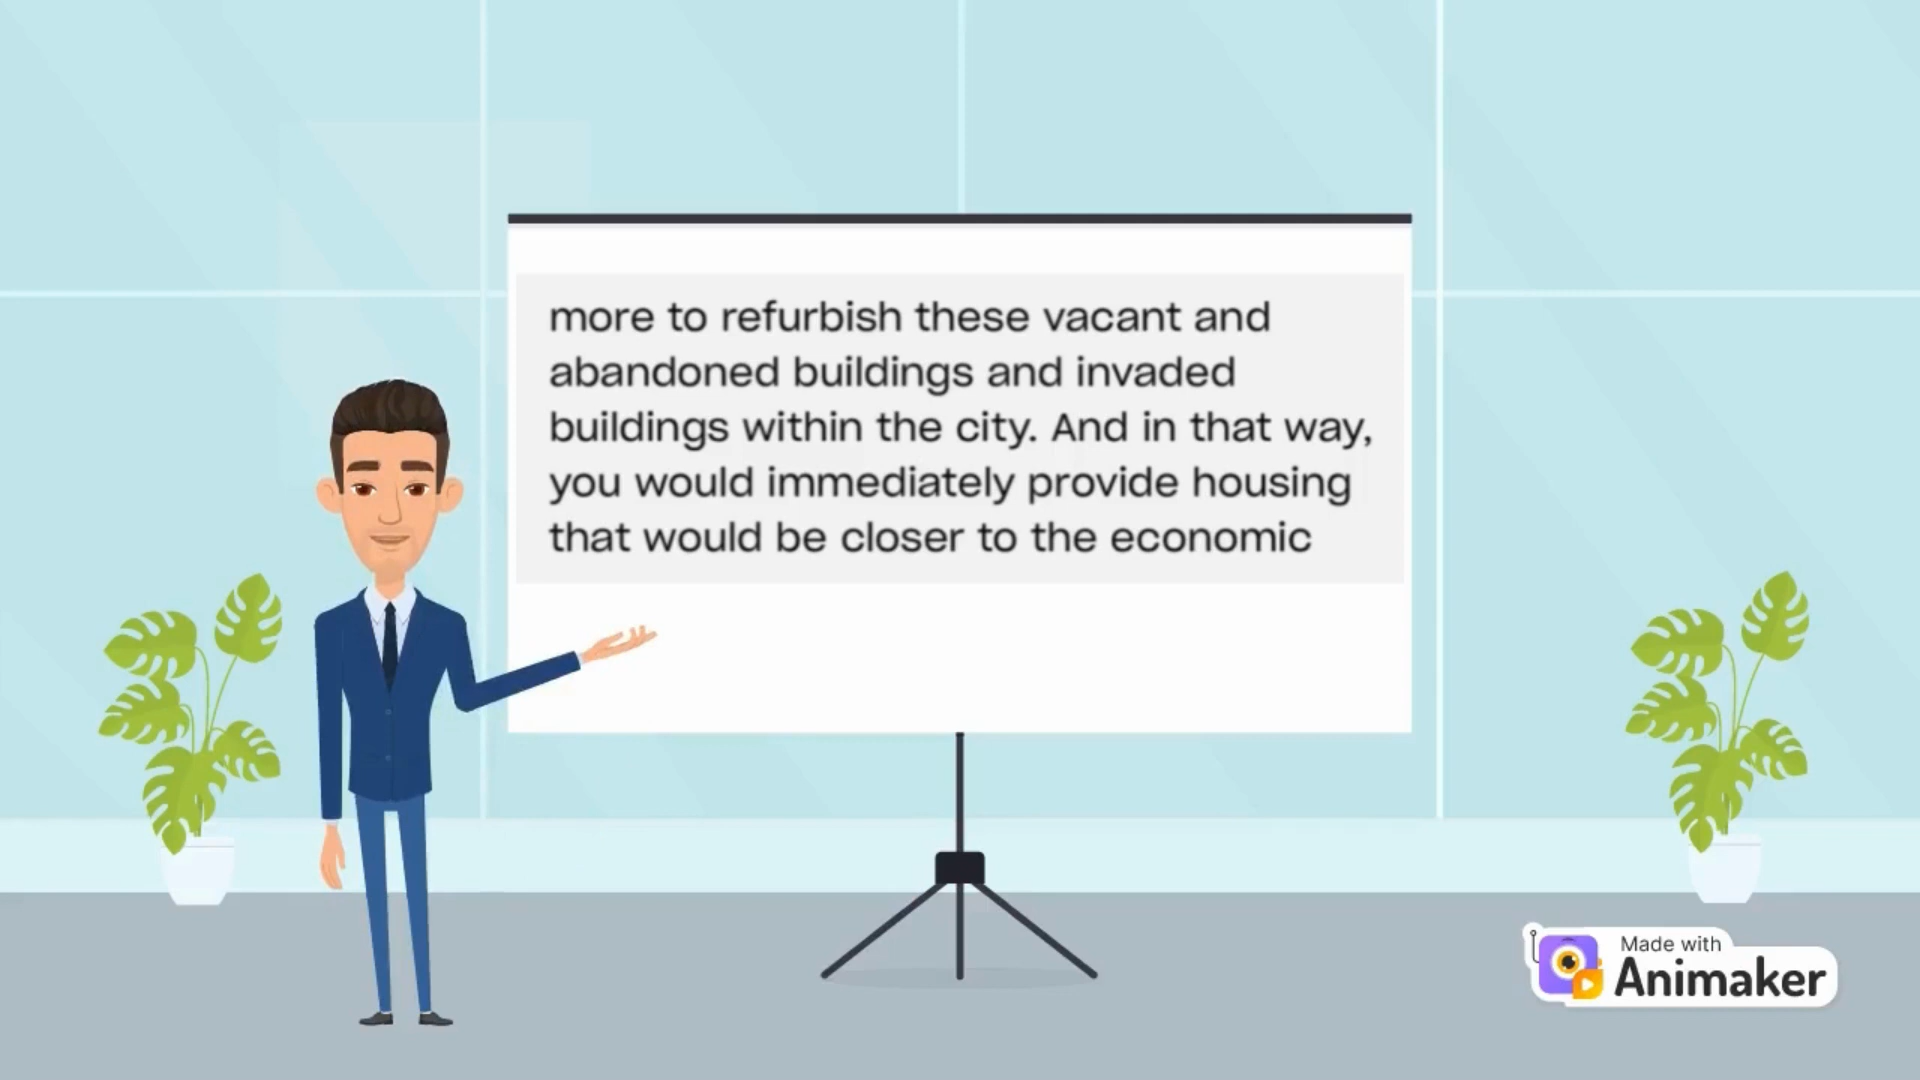 more to refurbish these vacant and
abandoned buildings and invaded
buildings within the city. And in that way,
you would immediately provide housing
that would be closer to the economic
Made with
Animaker